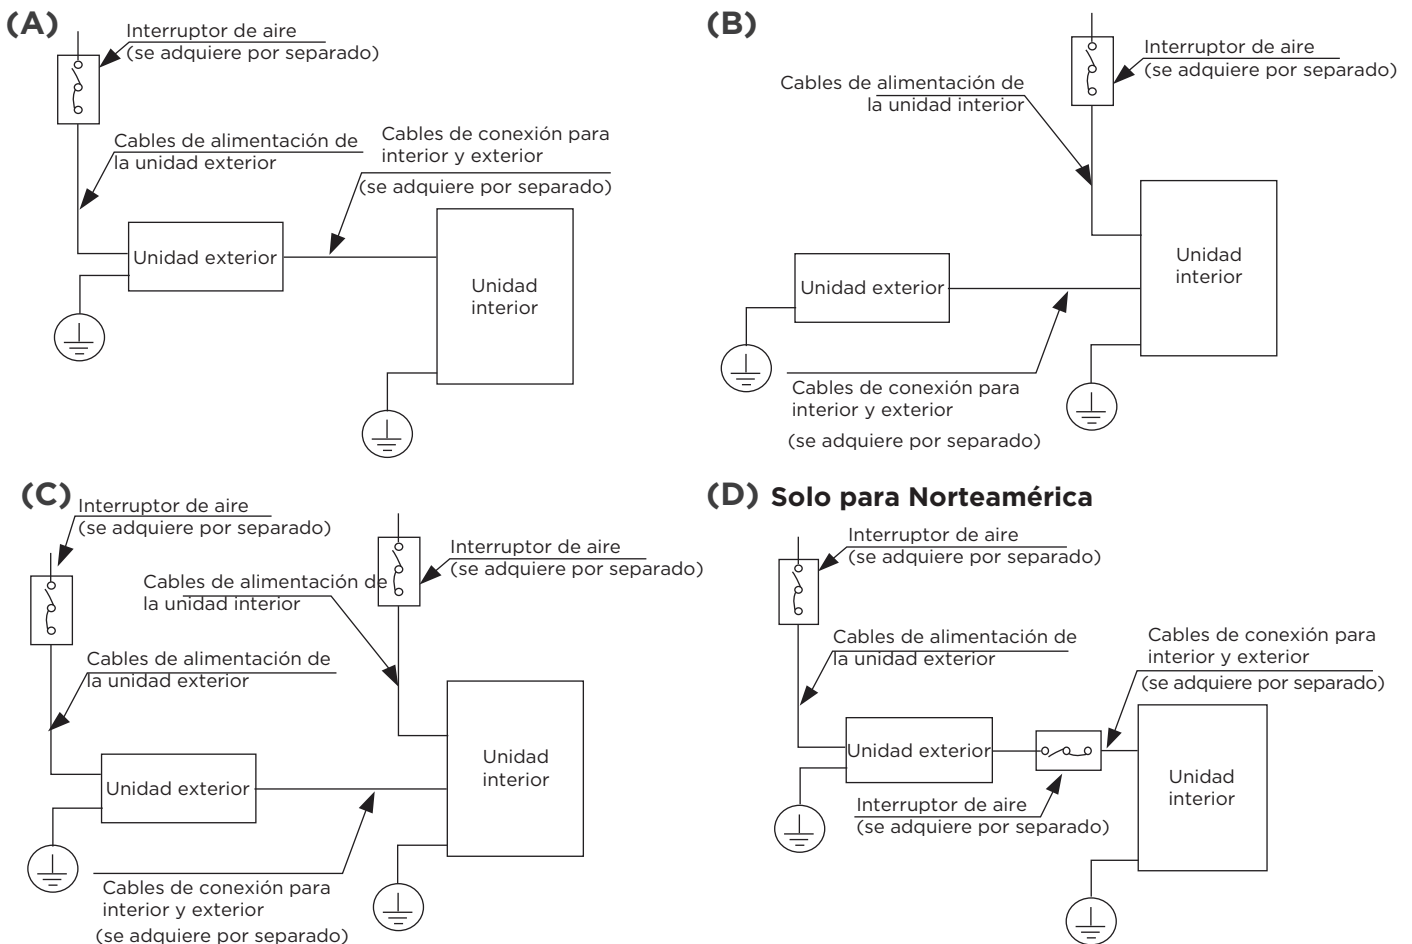 (A)
Interruptor de aire
(se adquiere por separado)
Cables de alimentación de
la unidad exterior
Cables de conexión para
interior y exterior
(se adquiere por separado)
Unidad exterior
Unidad
interior
(B)
Interruptor de aire
(se adquiere por separado)
Cables de alimentación de
la unidad interior
Unidad
interior
Unidad exterior
Cables de conexión para
interior y exterior
(se adquiere por separado)
(C)
Interruptor de aire
(se adquiere por separado)
Interruptor de aire
(se adquiere por separado)
Cables de alimentación de
la unidad interior
Cables de alimentación de
la unidad exterior
Unidad exterior
Unidad
interior
Cables de conexión para
interior y exterior
(se adquiere por separado)
(D) Solo para Norteamérica
Interruptor de aire
(se adquiere por separado)
Cables de alimentación de
la unidad exterior
Cables de conexión para
interior y exterior
(se adquiere por separado)
Unidad exterior
Unidad
interior
Interruptor de aire
(se adquiere por separado)